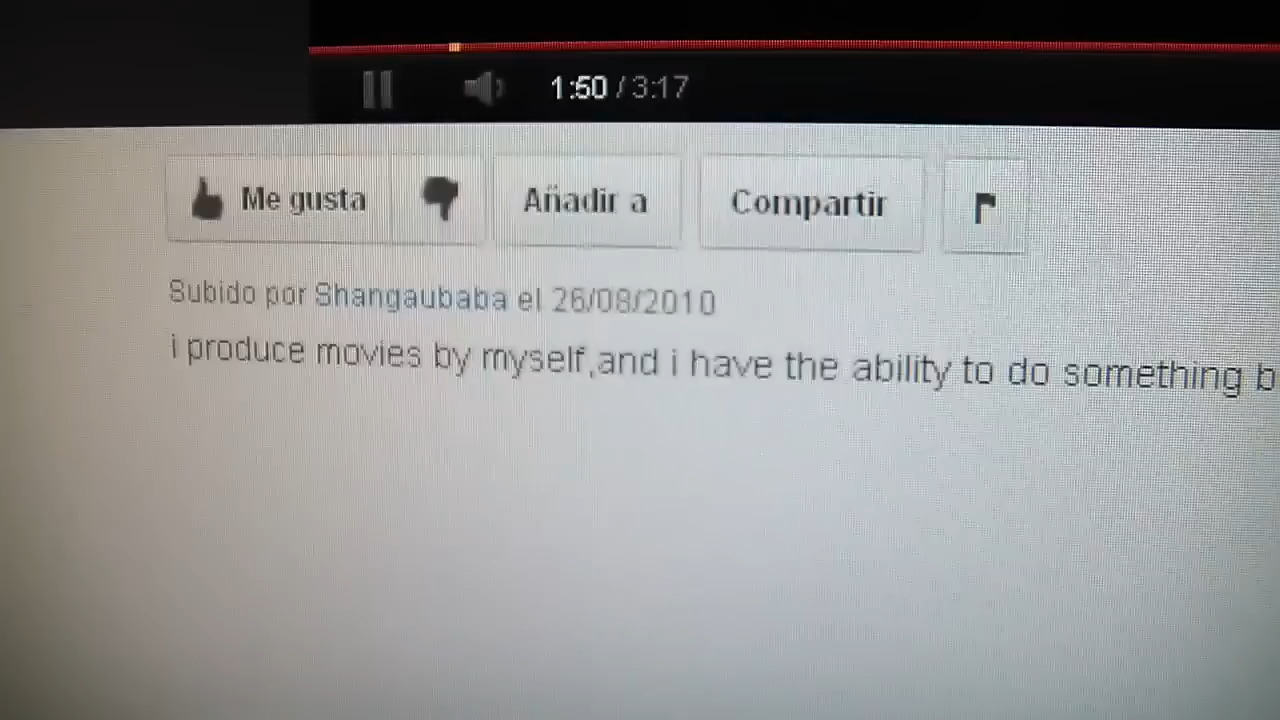 1:50 / 3:17
Me gusta
Añadir a
Compartir
Subido por Shangaubaba el 26/08/2010
i produce movies by myself,and i have the ability to do something b